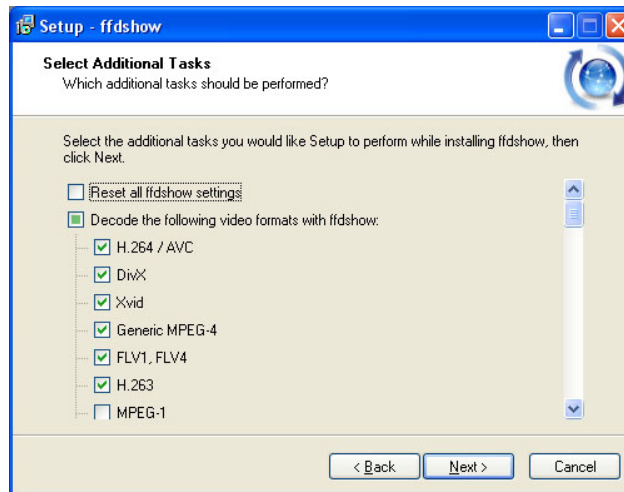 Setup - ffdshow
Select Additional Tasks
Which additional tasks should be performed?
Select the additional tasks you would like Setup to perform while installing ffdshow, then
click Next.
Reset all ffdshow settings
Decode the following video formats with ffdshow:
H.264 / AVC
DivX
Xvid
Generic MPEG-4
FLV1, FLV4
H.263
MPEG-1
< Back Next > Cancel